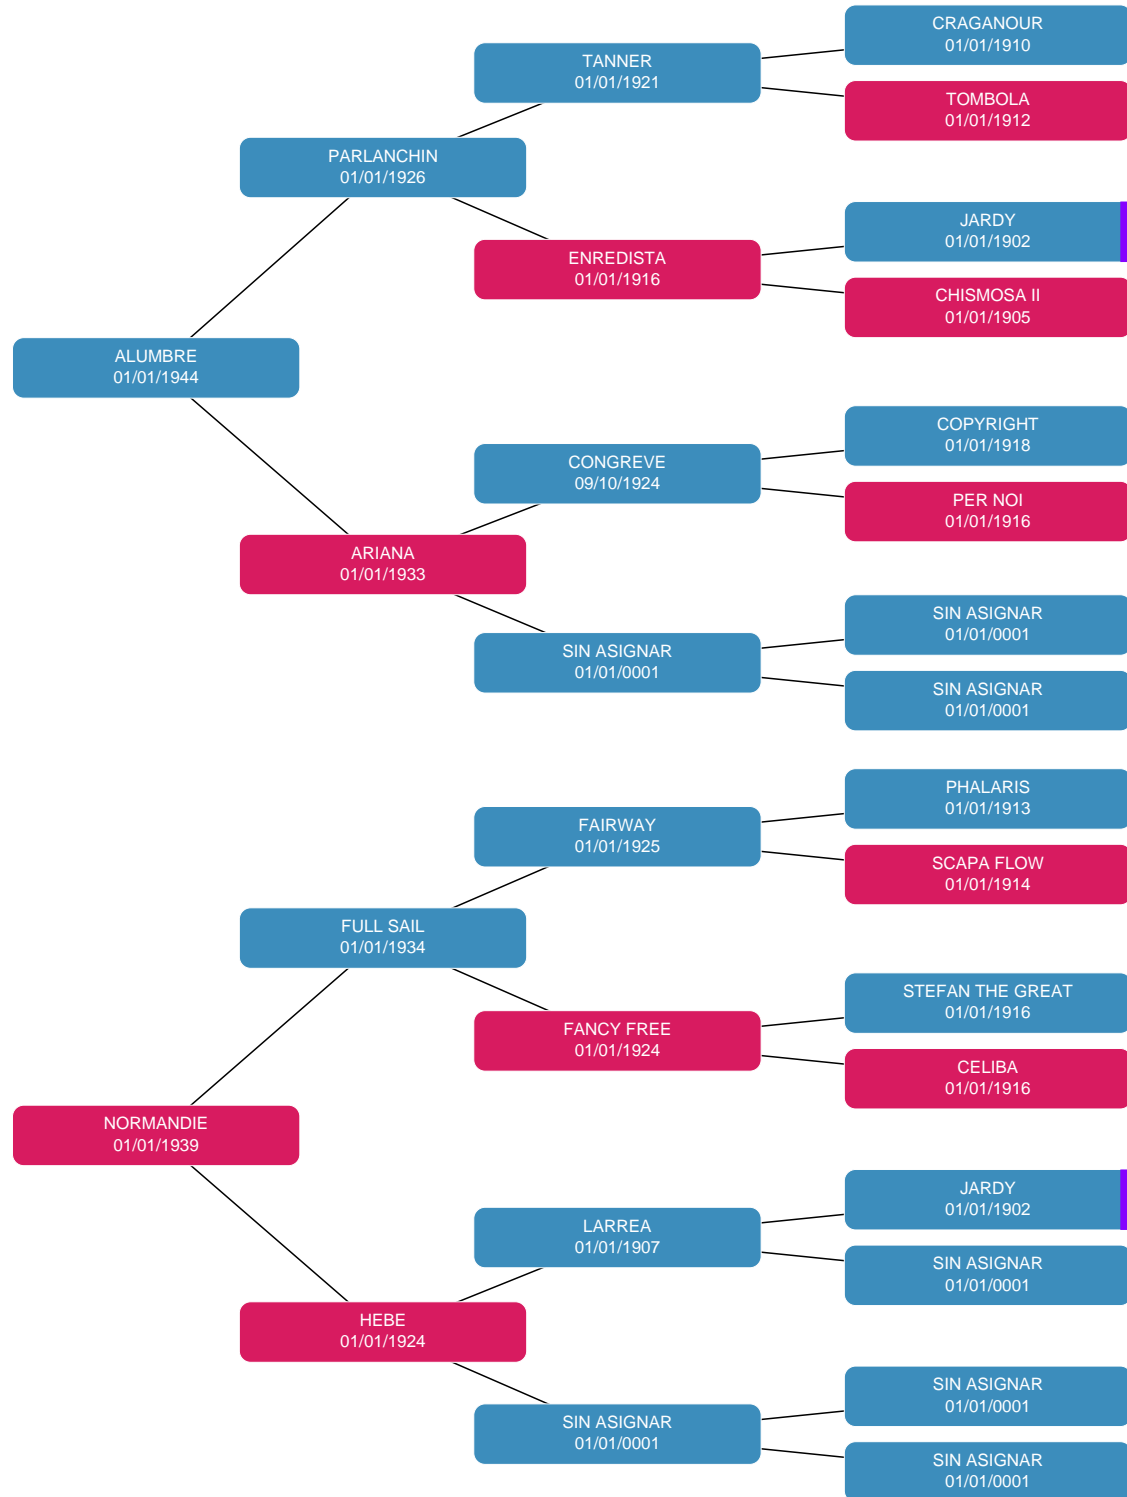 CRAGANOUR
01/01/1910
TANNER
01/01/1921
TOMBOLA
01/01/1912
PARLANCHIN
01/01/1926
JARDY
01/01/1902
ENREDISTA
01/01/1916
CHISMOSA II
01/01/1905
ALUMBRE
01/01/1944
COPYRIGHT
01/01/1918
CONGREVE
09/10/1924
PER NOI
01/01/1916
ARIANA
01/01/1933
SIN ASIGNAR
01/01/0001
SIN ASIGNAR
01/01/0001
SIN ASIGNAR
01/01/0001
PHALARIS
01/01/1913
FAIRWAY
01/01/1925
SCAPA FLOW
01/01/1914
FULL SAIL
01/01/1934
STEFAN THE GREAT
01/01/1916
FANCY FREE
01/01/1924
CELIBA
01/01/1916
NORMANDIE
01/01/1939
JARDY
01/01/1902
LARREA
01/01/1907
SIN ASIGNAR
01/01/0001
HEBE
01/01/1924
SIN ASIGNAR
01/01/0001
SIN ASIGNAR
01/01/0001
SIN ASIGNAR
01/01/0001